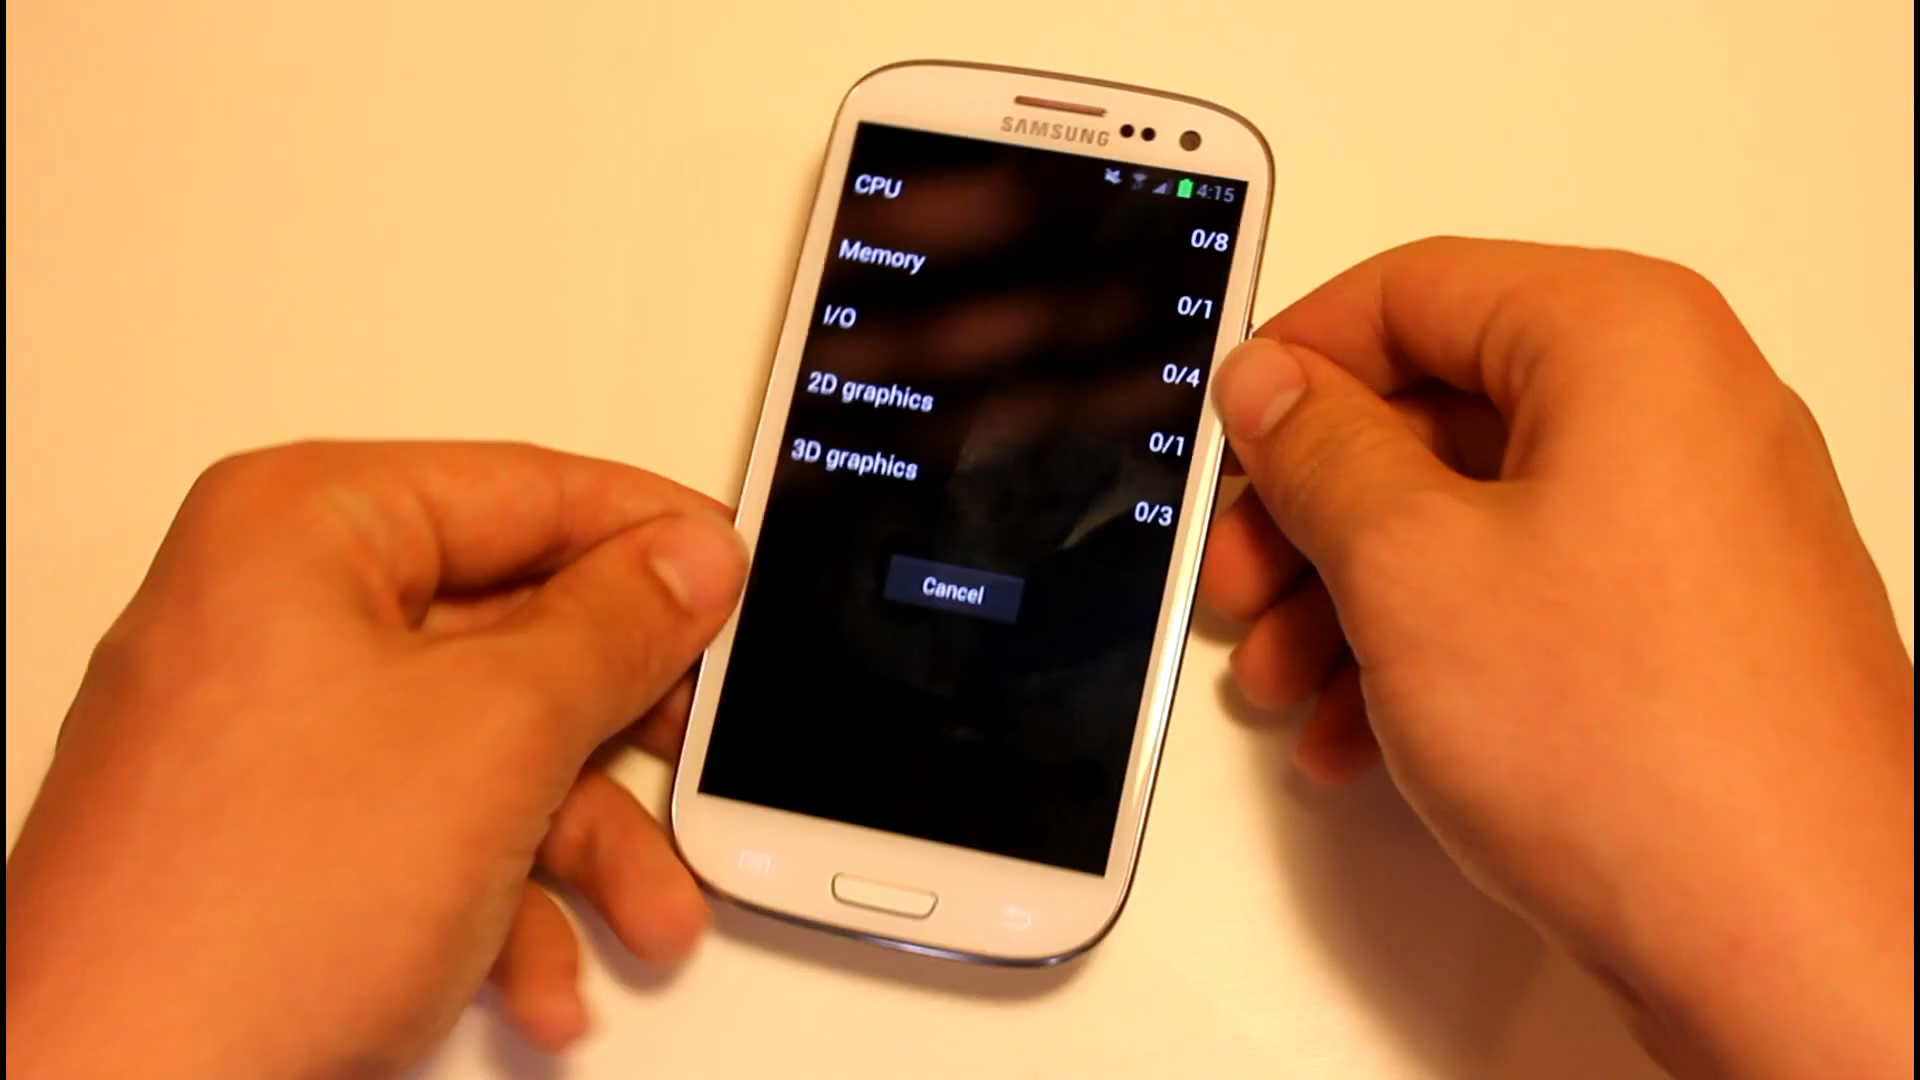 SAMSUNG
4:15
CPU
0/8
Memory
0/1
I/O
0/4
2D graphics
0/1
3D graphics
0/3
Cancel